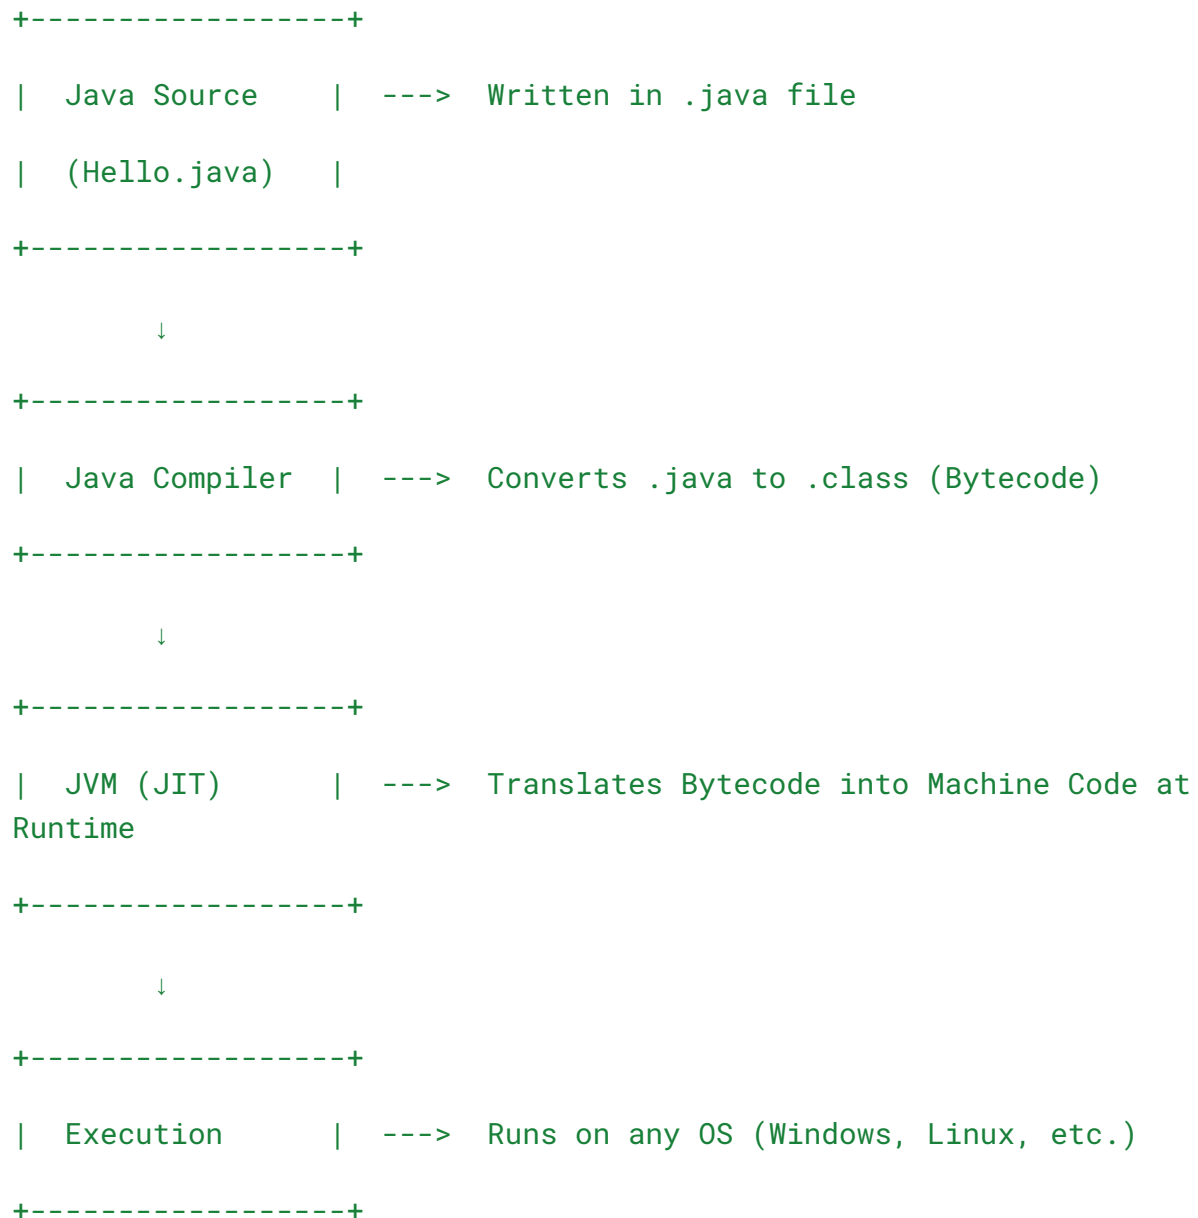 +------------------+
|  Java Source    |  --->  Written in .java file
|  (Hello.java)   |
+------------------+
        ↓
+------------------+
|  Java Compiler  |  --->  Converts .java to .class (Bytecode)
+------------------+
        ↓
+------------------+
|  JVM (JIT)      |  --->  Translates Bytecode into Machine Code at
Runtime
+------------------+
        ↓
+------------------+
|  Execution      |  --->  Runs on any OS (Windows, Linux, etc.)
+------------------+